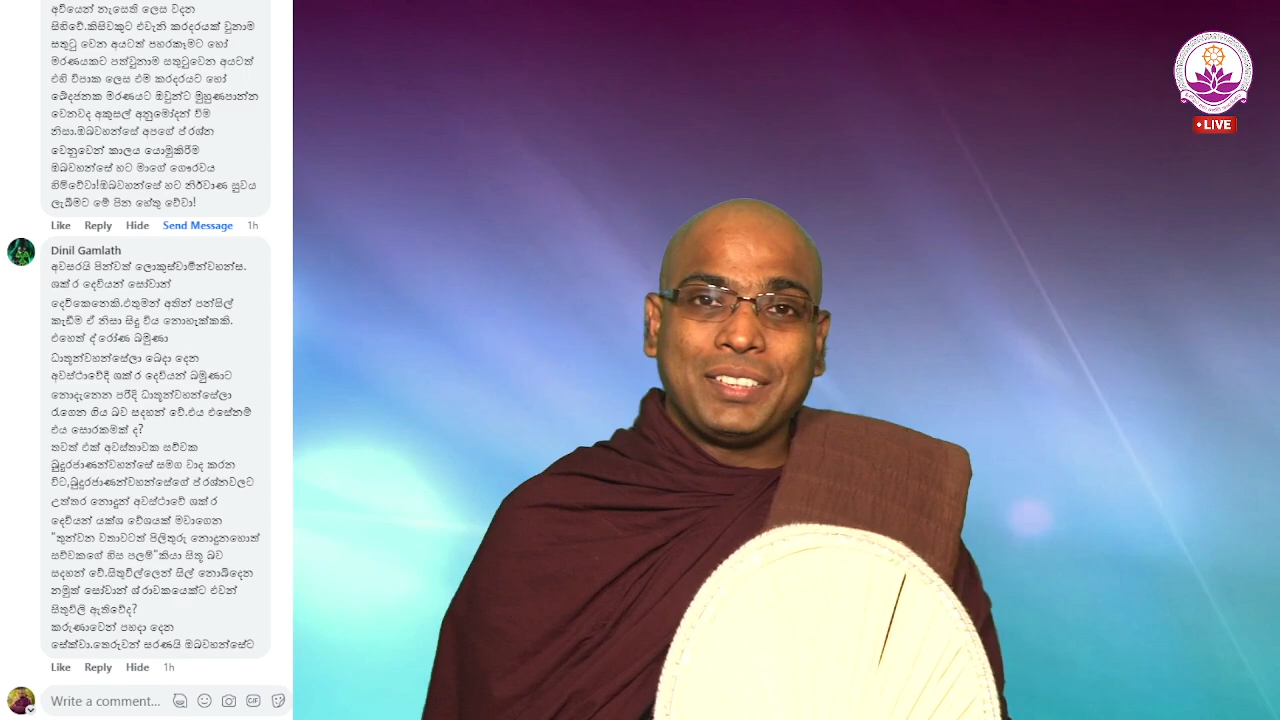 අවියෙන් නැසෙති ලෙස වදන
සිහිවේ.කිසිවකුට එවැනි කරදරයක් වුනාම
සතුටු වෙන අයටත් පහරකෑමට හෝ
මරණයකට පත්වුනාම සතුටුවෙන අයටත්
එහි විපාක ලෙස එම කරදරයට හෝ
ඛේදජනක මරණයට ඔවුන්ට මුහුණපාන්න
වෙනවද අකුසල් අනුමෝදන් වීම
නිසා.ඔබවහන්සේ අපගේ ප්‍රශ්න
වෙනුවෙන් කාලය යොමුකිරීම
ඔබවහන්සේ හට මාගේ ගෞරවය
හිමිවේවා!ඔබවහන්සේ හට නිර්වාණ සුවය
ලැබීමට මේ පින හේතු වේවා!
Like Reply Hide Send Message 1h
Dinil Gamlath
අවසරයි පින්වත් ලොකුස්වාමීන්වහන්ස.
ශක්‍ර දෙවියන් සෝවාන්
දෙවිකෙනෙකි.එතුමන් අතින් පන්සිල්
කැඩීම ඒ නිසා සිදු විය නොහැක්කකි.
එහෙත් ද්‍රෝණ බමුණා
ධාතූන්වහන්සේලා බෙදා දෙන
අවස්ථාවේදී ශක්‍ර දෙවියන් බමුණාට
නොදැනෙන පරිදි ධාතූන්වහන්සේලා
රැගෙන ගිය බව සඳහන් වේ.එය එසේනම්
එය සොරකමක් ද?
තවත් එක් අවස්තාවක සච්චක
බුදුරජාණන්වහන්සේ සමග වාද කරන
විට,බුදුරජාණන්වහන්සේගේ ප්‍රශ්නවලට
උත්තර නොදුන් අවස්ථාවේ ශක්‍ර
දෙවියන් යක්ශ වේශයක් මවාගෙන
"තුන්වන වතාවටත් පිලිතුරු නොදුනහොත්
සච්චකගේ හිස පලමි"කියා සිතූ බව
සඳහන් වේ.සිතුවිල්ලෙන් සිල් නොබිදෙන
නමුත් සෝවාන් ශ්‍රාවකයෙක්ට එවන්
සිතුවිලි ඇතිවේද?
කරුණාවෙන් පහදා දෙන
සේක්වා.තෙරුවන් සරණයි ඔබවහන්සේට
Like Reply Hide 1h
Write a comment...
GIF
• LIVE